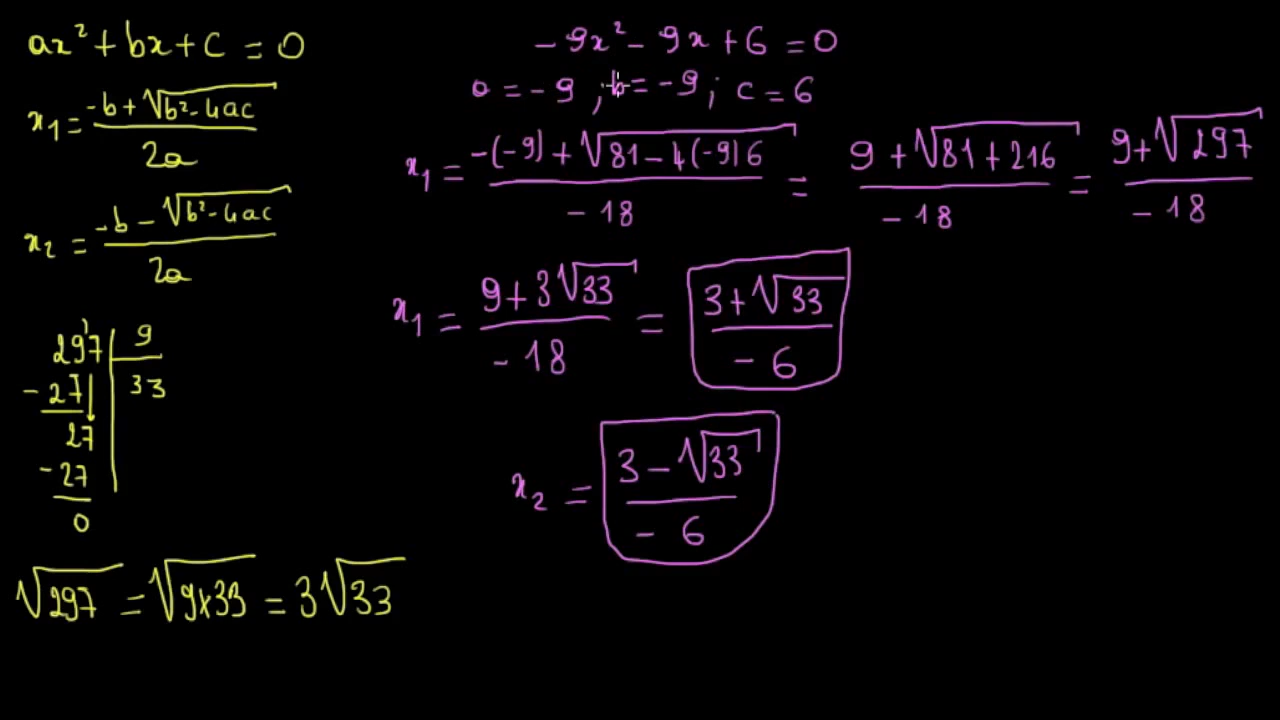 ax² + bx + c = 0
x₁ = (-b + √(b² - 4ac)) / 2a
x₂ = (-b - √(b² - 4ac)) / 2a
297 | 9
-27 | 33
27
-27
0
√297 = √(9x33) = 3√33
-9x² - 9x + 6 = 0
a = -9 ; b = -9 ; c = 6
x₁ = (-(-9) + √(81 - 4(-9)6)) / -18 = (9 + √(81 + 216)) / -18 = (9 + √297) / -18
x₁ = (9 + 3√33) / -18 = (3 + √33) / -6
x₂ = (3 - √33) / -6